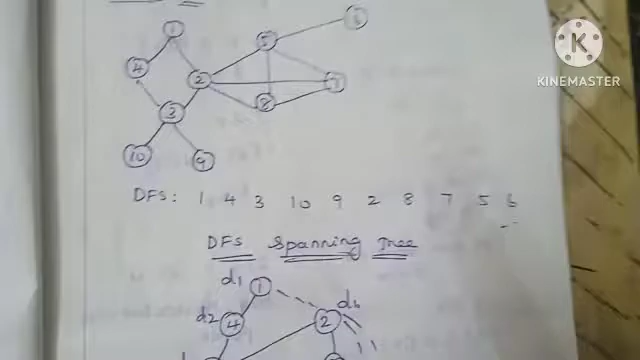 1
6
5
4
2
7
8
3
10
9
K
KINEMASTER
DFS: 1 4 3 10 9 2 8 7 5 6
DFS Spanning Tree
d1 1
d2 4
2 d6